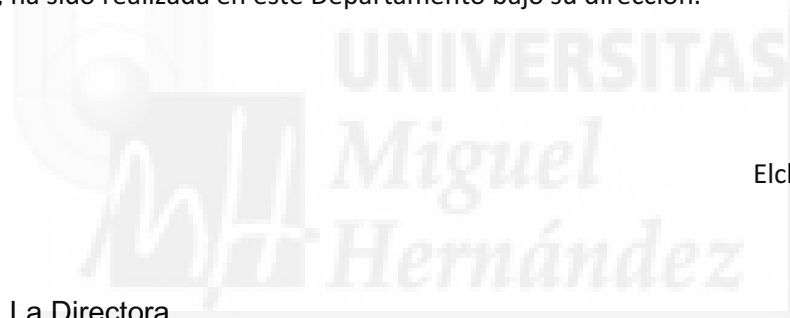 ha sido realizada en este Departamento bajo su dirección.
UNIVERSITAS
Miguel
Hernández
La Directora